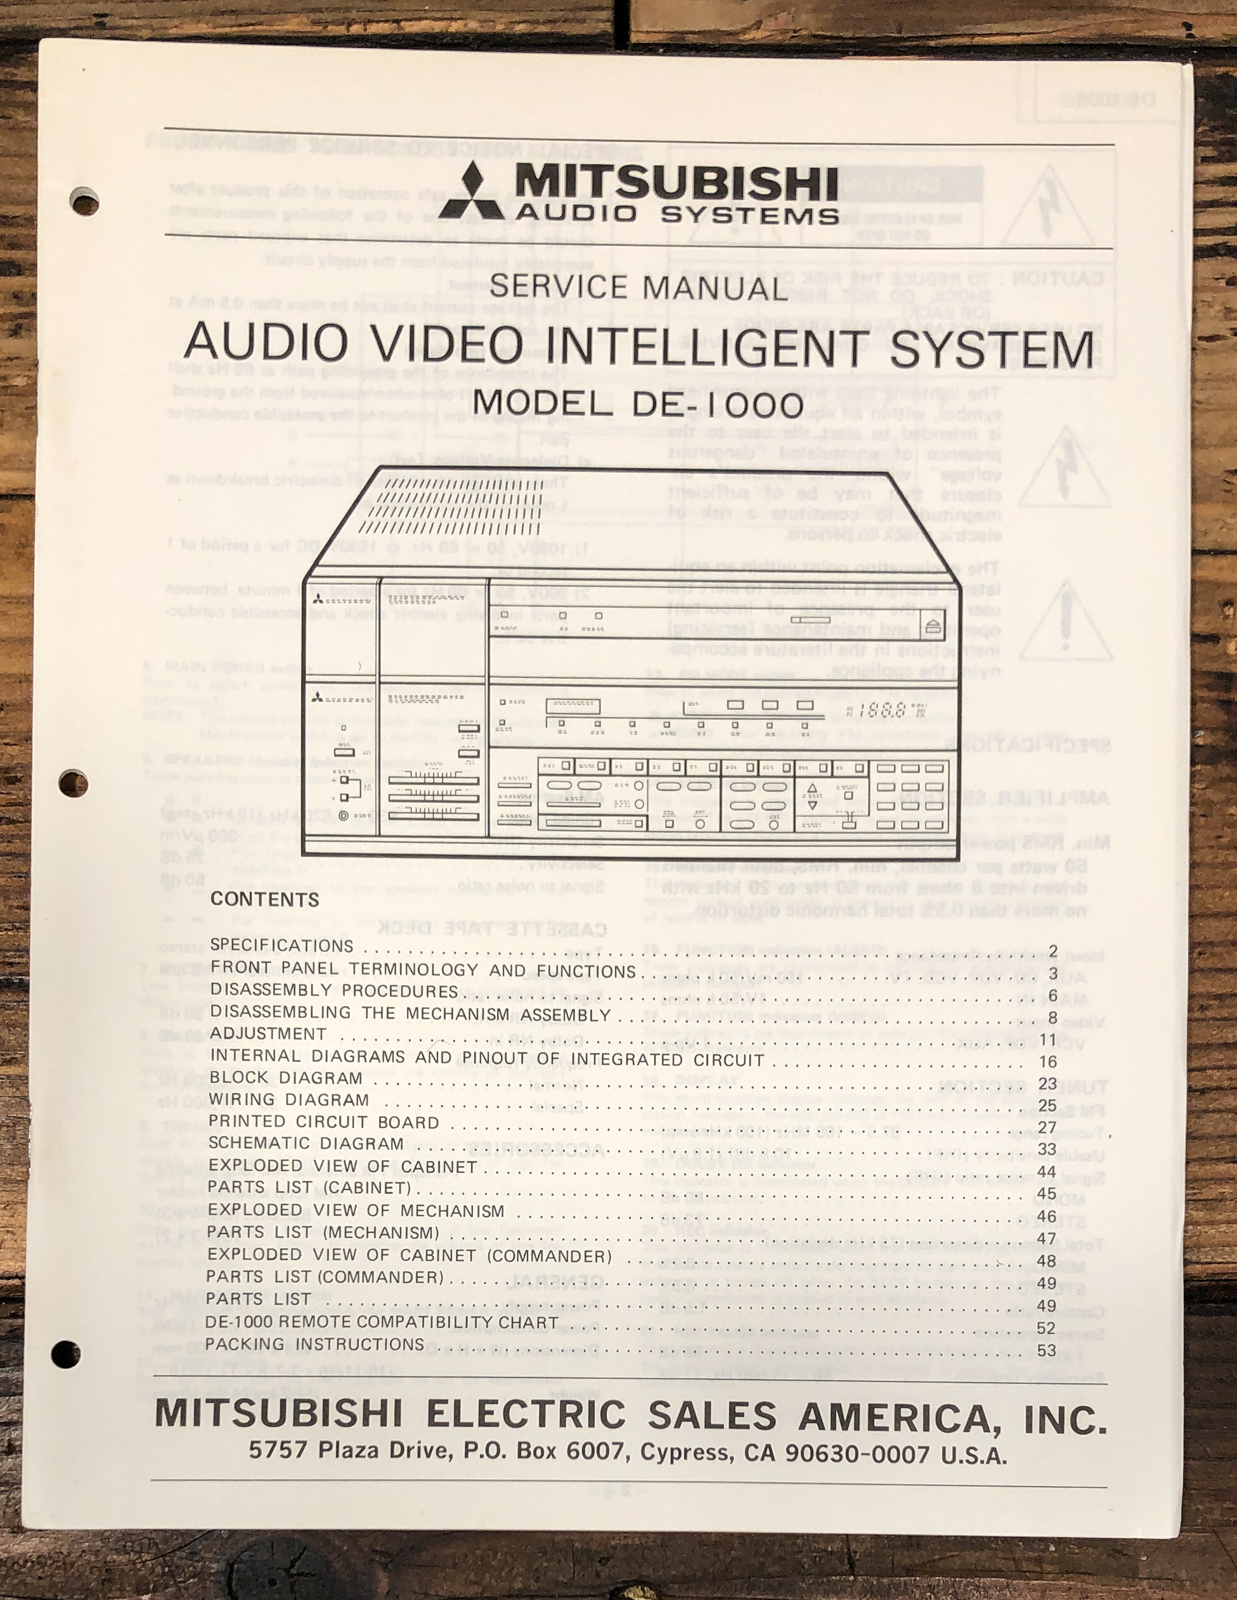 MITSUBISHI
AUDIO SYSTEMS
SERVICE MANUAL
AUDIO VIDEO INTELLIGENT SYSTEM
MODEL DE-1000
CONTENTS
SPECIFICATIONS 2
FRONT PANEL TERMINOLOGY AND FUNCTIONS 3
DISASSEMBLY PROCEDURES 6
DISASSEMBLING THE MECHANISM ASSEMBLY 8
ADJUSTMENT 11
INTERNAL DIAGRAMS AND PINOUT OF INTEGRATED CIRCUIT 16
BLOCK DIAGRAM 23
WIRING DIAGRAM 25
PRINTED CIRCUIT BOARD 27
SCHEMATIC DIAGRAM 33
EXPLODED VIEW OF CABINET 44
PARTS LIST (CABINET) 45
EXPLODED VIEW OF MECHANISM 46
PARTS LIST (MECHANISM) 47
EXPLODED VIEW OF CABINET (COMMANDER) 48
PARTS LIST (COMMANDER) 49
PARTS LIST 49
DE-1000 REMOTE COMPATIBILITY CHART 52
PACKING INSTRUCTIONS 53
MITSUBISHI ELECTRIC SALES AMERICA, INC.
5757 Plaza Drive, P.O. Box 6007, Cypress, CA 90630-0007 U.S.A.